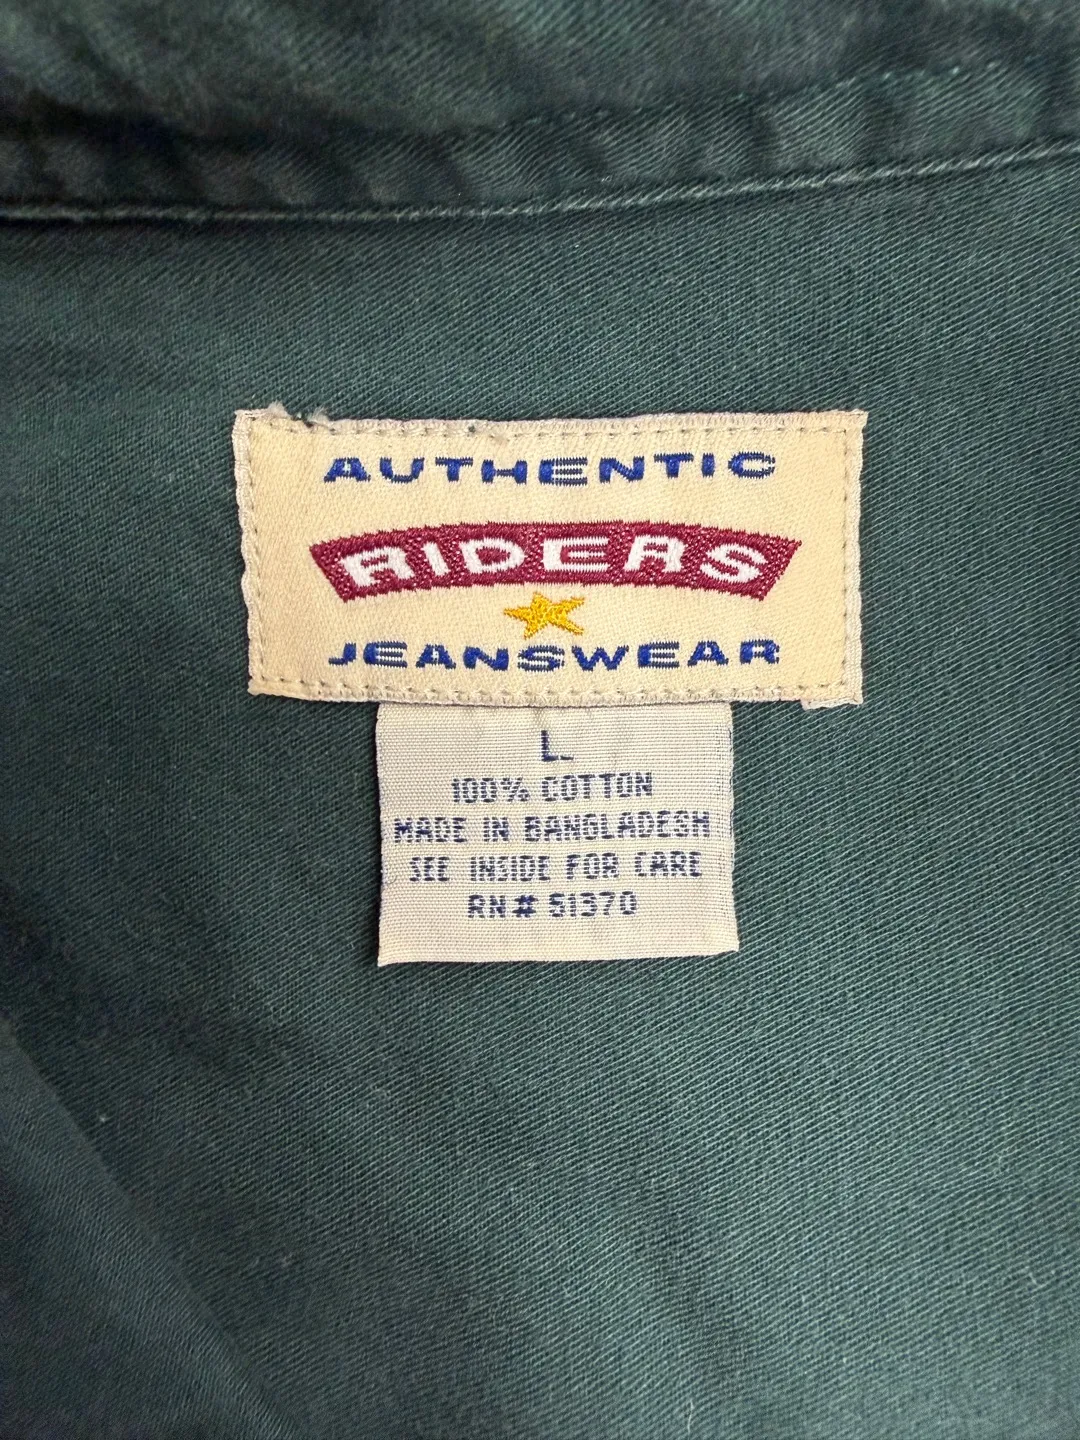 AUTHENTIC
RIDERS
JEANSWEAR
L
100% COTTON
MADE IN BANGLADESH
SEE INSIDE FOR CARE
RN# 51370